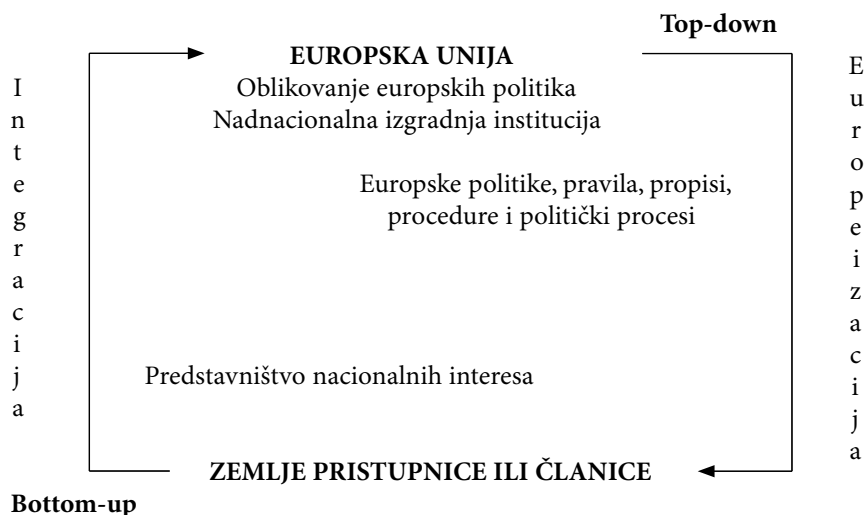 Top-down
EUROPSKA UNIJA
Oblikovanje europskih politika
Nadnacionalna izgradnja institucija
Europske politike, pravila, propisi,
procedure i politički procesi
Integracija
Europeizacija
Predstavništvo nacionalnih interesa
ZEMLJE PRISTUPNICE ILI ČLANICE
Bottom-up